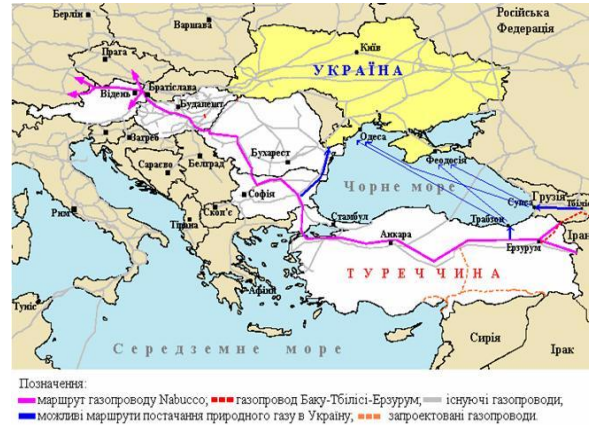 Берлін
Варшава
Російська
Федерація
Прага
Київ
УКРАЇНА
Братіслава
Відень
Будапешт
Одеса
Загреб
Феодосія
Бухарест
Сараєво
Белград
Чорне море
Грузія
Супса
Тбілісі
Софія
Рим
Скоп'є
Стамбул
Трабзон
Тірана
Анкара
Ерзурум
Іран
ТУРЕЧЧИНА
Афіни
Туніс
Середземне море
Сирія
Ірак
Позначення:
маршрут газопроводу Nabucco; газопровод Баку-Тбілісі-Ерзурум; існуючі газопроводи,
можливі маршрути постачання природного газу в Україну; запроектовані газопроводи.